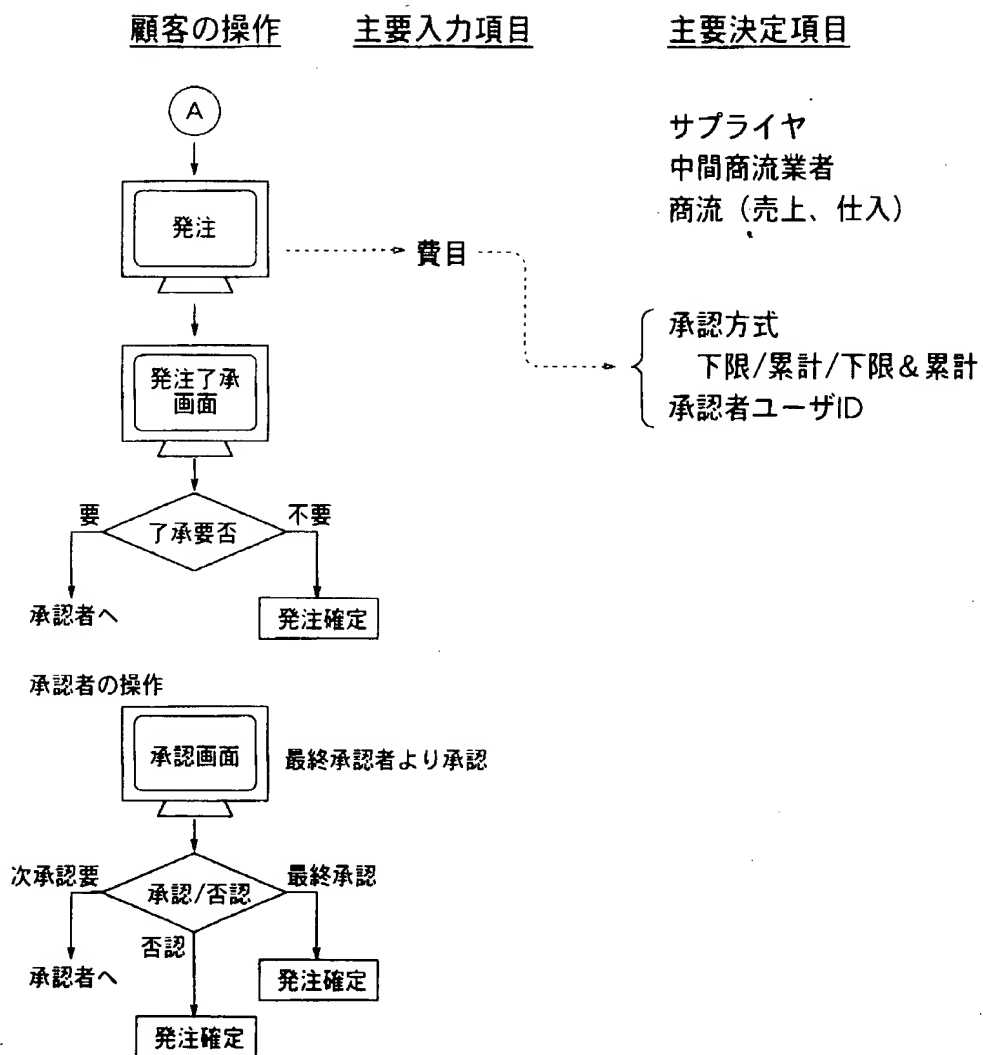 顧客の操作 主要入力項目 主要決定項目
A
サプライヤ
中間商流業者
商流（売上、仕入）
発注
費目
承認方式
下限/累計/下限&累計
承認者ユーザID
発注了承
画面
要 了承要否 不要
承認者へ 発注確定
承認者の操作
承認画面 最終承認者より承認
次承認要 承認/否認 最終承認
否認
承認者へ 発注確定
発注確定